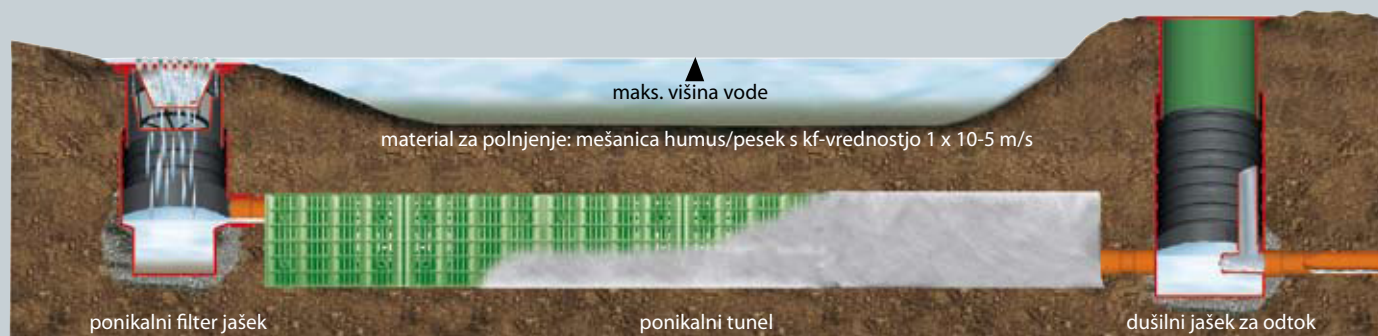 maks. višina vode
material za polnjenje: mešanica humus/pesek s kf-vrednostjo 1 x 10-5 m/s
ponikalni filter jašek
ponikalni tunel
dušilni jašek za odtok